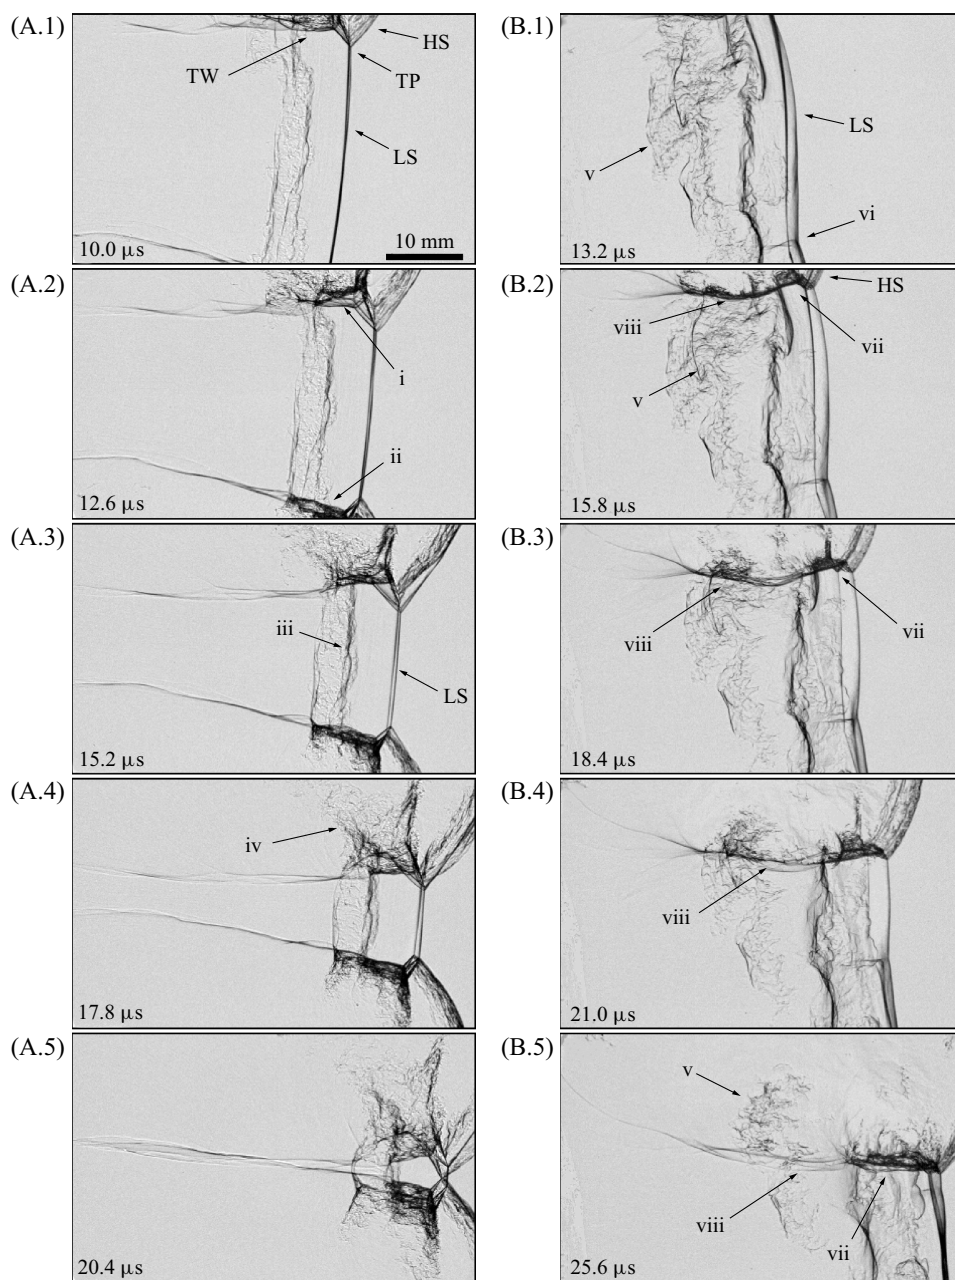 (A.1)
HS
TW
TP
LS
10.0 μs
10 mm
(B.1)
LS
v
vi
13.2 μs
(A.2)
i
ii
12.6 μs
(B.2)
HS
viii
vii
v
15.8 μs
(A.3)
iii
LS
15.2 μs
(B.3)
viii
vii
18.4 μs
(A.4)
iv
17.8 μs
(B.4)
viii
21.0 μs
(A.5)
20.4 μs
(B.5)
v
viii
vii
25.6 μs